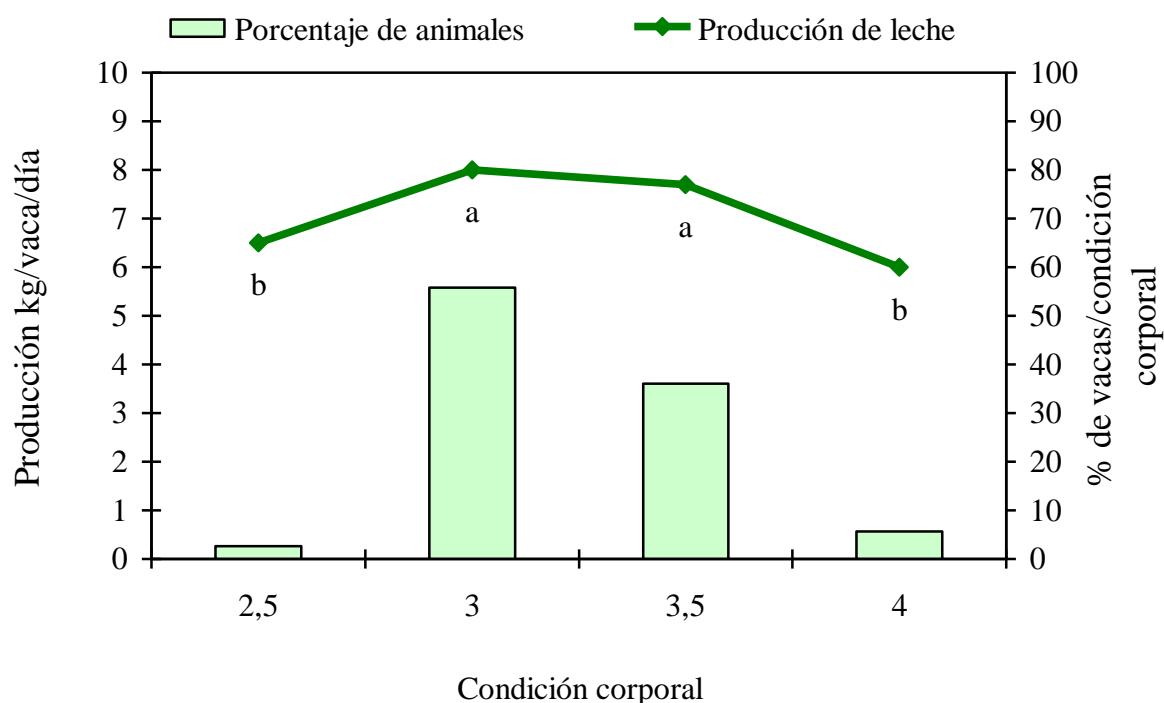 Porcentaje de animales
Producción de leche
10
9
8
7
6
5
4
3
2
1
0
Producción kg/vaca/día
100
90
80
70
60
50
40
30
20
10
0
% de vacas/condición
corporal
b
a
a
b
2,5
3
3,5
4
Condición corporal